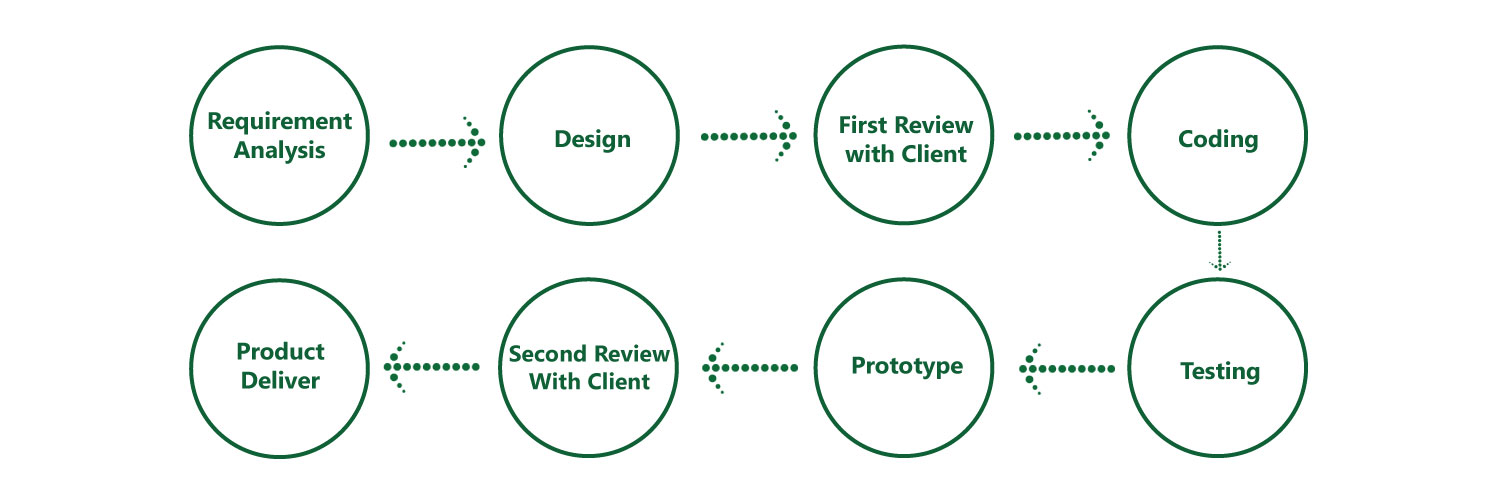 Requirement
Analysis
Design
First Review
with Client
Coding
Testing
Prototype
Second Review
With Client
Product
Deliver